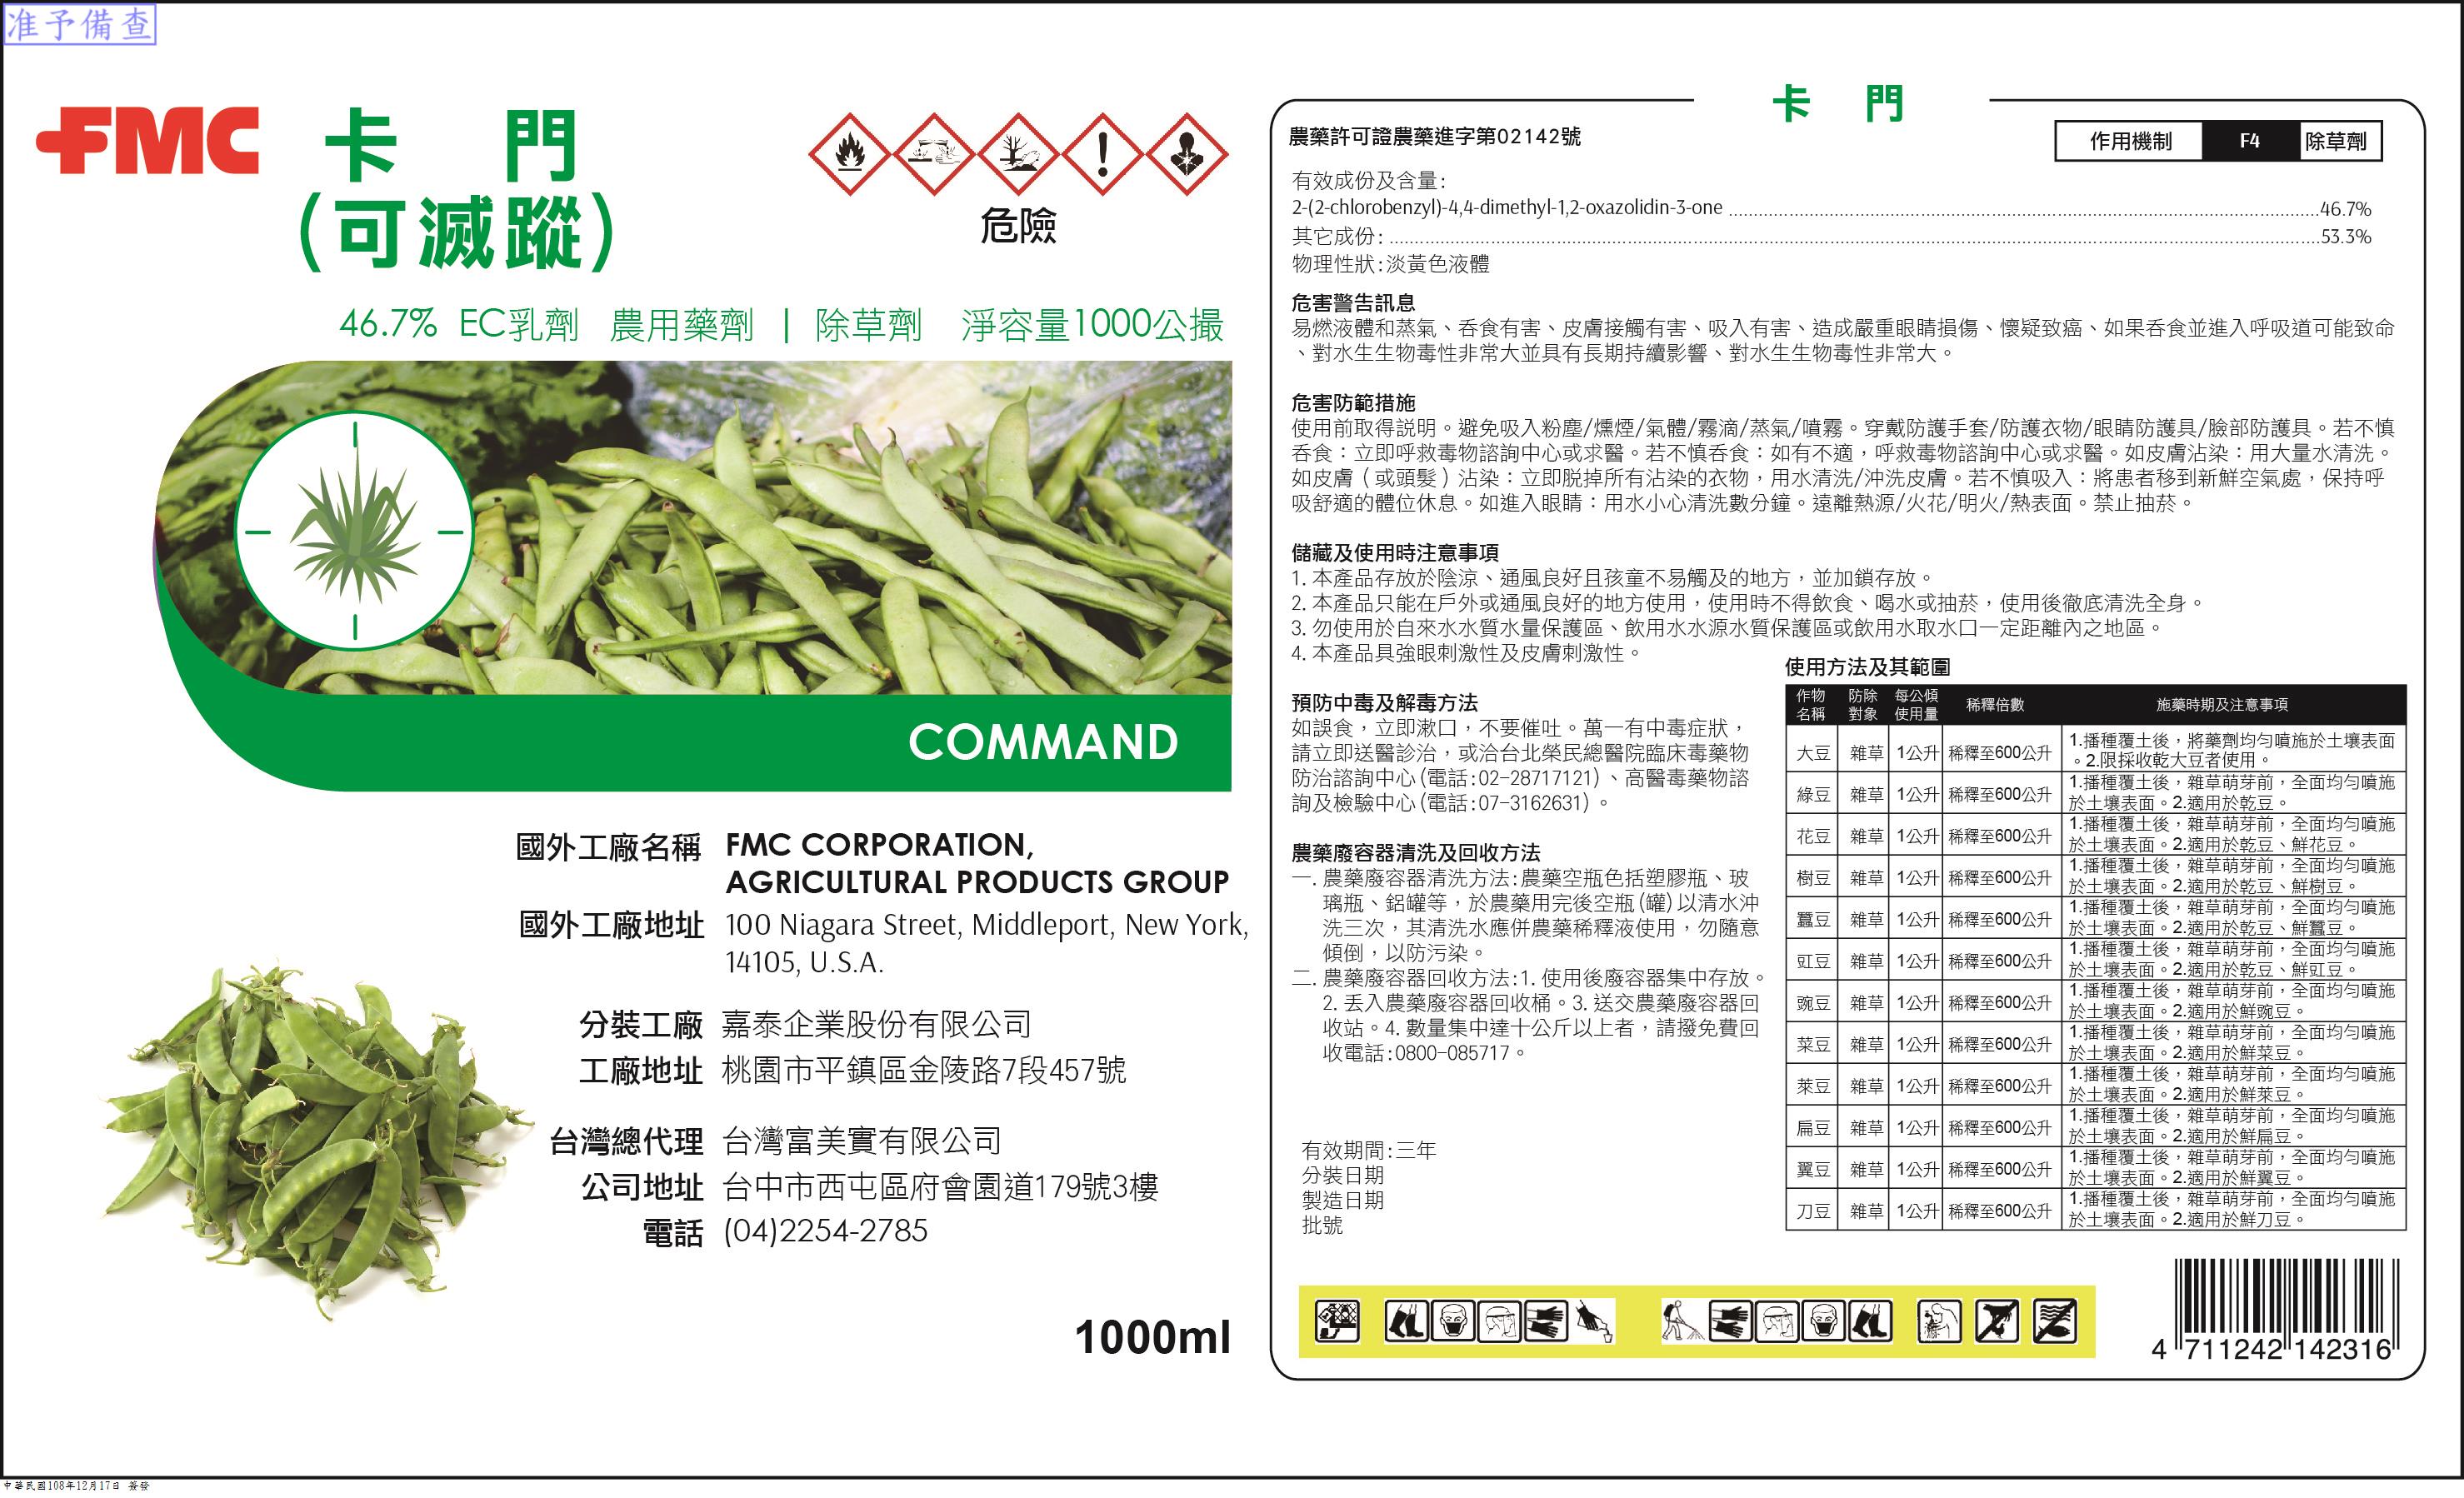 准予備查
FMC
卡 門
(可滅蹤)
危險
46.7% EC乳劑 農用藥劑 | 除草劑 淨容量1000公撮
COMMAND
國外工廠名稱 FMC CORPORATION,
AGRICULTURAL PRODUCTS GROUP
國外工廠地址 100 Niagara Street, Middleport, New York,
14105, U.S.A.
分裝工廠 嘉泰企業股份有限公司
工廠地址 桃園市平鎮區金陵路7段457號
台灣總代理 台灣富美實有限公司
公司地址 台中市西屯區府會園道179號3樓
電話 (04)2254-2785
1000ml
卡 門
農藥許可證農藥進字第02142號
作用機制 F4 除草劑
有效成份及含量:
2-(2-chlorobenzyl)-4,4-dimethyl-1,2-oxazolidin-3-one ........ 46.7%
其它成份: ........ 53.3%
物理性狀:淡黃色液體
危害警告訊息
易燃液體和蒸氣、吞食有害、皮膚接觸有害、吸入有害、造成嚴重眼睛損傷、懷疑致癌、如果吞食並進入呼吸道可能致命
、對水生生物毒性非常大並具有長期持續影響、對水生生物毒性非常大。
危害防範措施
使用前取得説明。避免吸入粉塵/燻煙/氣體/霧滴/蒸氣/噴霧。穿戴防護手套/防護衣物/眼睛防護具/臉部防護具。若不慎
吞食：立即呼救毒物諮詢中心或求醫。若不慎吞食：如有不適，呼救毒物諮詢中心或求醫。如皮膚沾染：用大量水清洗。
如皮膚（或頭髮）沾染：立即脫掉所有沾染的衣物，用水清洗/沖洗皮膚。若不慎吸入：將患者移到新鮮空氣處，保持呼
吸舒適的體位休息。如進入眼睛：用水小心清洗數分鐘。遠離熱源/火花/明火/熱表面。禁止抽菸。
儲藏及使用時注意事項
1. 本產品存放於陰涼、通風良好且孩童不易觸及的地方，並加鎖存放。
2. 本產品只能在戶外或通風良好的地方使用，使用時不得飲食、喝水或抽菸，使用後徹底清洗全身。
3. 勿使用於自來水水質水量保護區、飲用水水源水質保護區或飲用水取水口一定距離內之地區。
4. 本產品具強眼刺激性及皮膚刺激性。
預防中毒及解毒方法
如誤食，立即漱口，不要催吐。萬一有中毒症狀，
請立即送醫診治，或洽台北榮民總醫院臨床毒藥物
防治諮詢中心(電話:02-28717121)、高醫毒藥物諮
詢及檢驗中心(電話:07-3162631)。
農藥廢容器清洗及回收方法
一. 農藥廢容器清洗方法:農藥空瓶色括塑膠瓶、玻
璃瓶、鋁罐等，於農藥用完後空瓶(罐)以清水沖
洗三次，其清洗水應併農藥稀釋液使用，勿隨意
傾倒，以防污染。
二. 農藥廢容器回收方法:1. 使用後廢容器集中存放。
2. 丟入農藥廢容器回收桶。3. 送交農藥廢容器回
收站。4. 數量集中達十公斤以上者，請撥免費回
收電話:0800-085717。
有效期間:三年
分裝日期
製造日期
批號
使用方法及其範圍
作物名稱 防除對象 每公傾使用量 稀釋倍數 施藥時期及注意事項
大豆 雜草 1公升 稀釋至600公升 1.播種覆土後，將藥劑均勻噴施於土壤表面
。2.限採收乾大豆者使用。
綠豆 雜草 1公升 稀釋至600公升 1.播種覆土後，雜草萌芽前，全面均勻噴施
於土壤表面。2.適用於乾豆。
花豆 雜草 1公升 稀釋至600公升 1.播種覆土後，雜草萌芽前，全面均勻噴施
於土壤表面。2.適用於乾豆、鮮花豆。
樹豆 雜草 1公升 稀釋至600公升 1.播種覆土後，雜草萌芽前，全面均勻噴施
於土壤表面。2.適用於乾豆、鮮樹豆。
蠶豆 雜草 1公升 稀釋至600公升 1.播種覆土後，雜草萌芽前，全面均勻噴施
於土壤表面。2.適用於乾豆、鮮蠶豆。
豇豆 雜草 1公升 稀釋至600公升 1.播種覆土後，雜草萌芽前，全面均勻噴施
於土壤表面。2.適用於乾豆、鮮豇豆。
豌豆 雜草 1公升 稀釋至600公升 1.播種覆土後，雜草萌芽前，全面均勻噴施
於土壤表面。2.適用於鮮豌豆。
菜豆 雜草 1公升 稀釋至600公升 1.播種覆土後，雜草萌芽前，全面均勻噴施
於土壤表面。2.適用於鮮菜豆。
萊豆 雜草 1公升 稀釋至600公升 1.播種覆土後，雜草萌芽前，全面均勻噴施
於土壤表面。2.適用於鮮萊豆。
扁豆 雜草 1公升 稀釋至600公升 1.播種覆土後，雜草萌芽前，全面均勻噴施
於土壤表面。2.適用於鮮扁豆。
翼豆 雜草 1公升 稀釋至600公升 1.播種覆土後，雜草萌芽前，全面均勻噴施
於土壤表面。2.適用於鮮翼豆。
刀豆 雜草 1公升 稀釋至600公升 1.播種覆土後，雜草萌芽前，全面均勻噴施
於土壤表面。2.適用於鮮刀豆。
4 711242 142316
中華民國108年12月17日 簽發